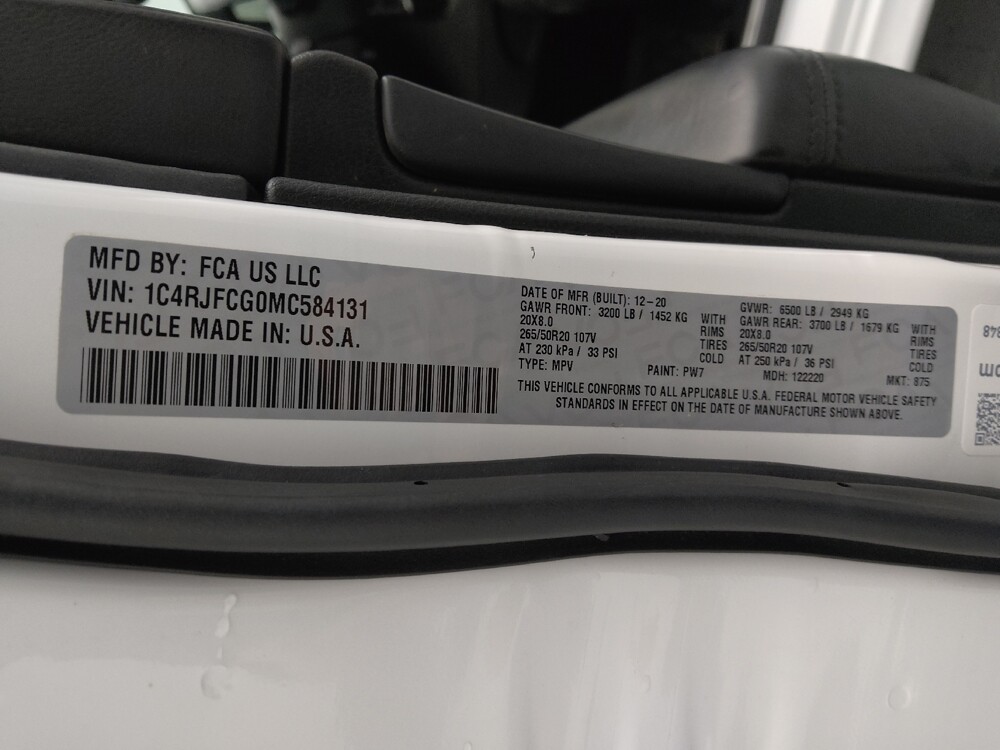 MFD BY: FCA US LLC
VIN: 1C4RJFCG0MC584131
VEHICLE MADE IN: U.S.A.
DATE OF MFR (BUILT): 12-20
GAWR FRONT: 3200 LB / 1452 KG WITH
20X8.0 RIMS
265/50R20 107V TIRES
AT 230 kPa / 33 PSI COLD
TYPE: MPV PAINT: PW7
GVWR: 6500 LB / 2949 KG
GAWR REAR: 3700 LB / 1679 KG WITH
20X8.0 RIMS
265/50R20 107V TIRES
AT 250 kPa / 36 PSI COLD
MDH: 122220 MKT: 875
THIS VEHICLE CONFORMS TO ALL APPLICABLE U.S.A. FEDERAL MOTOR VEHICLE SAFETY
STANDARDS IN EFFECT ON THE DATE OF MANUFACTURE SHOWN ABOVE.